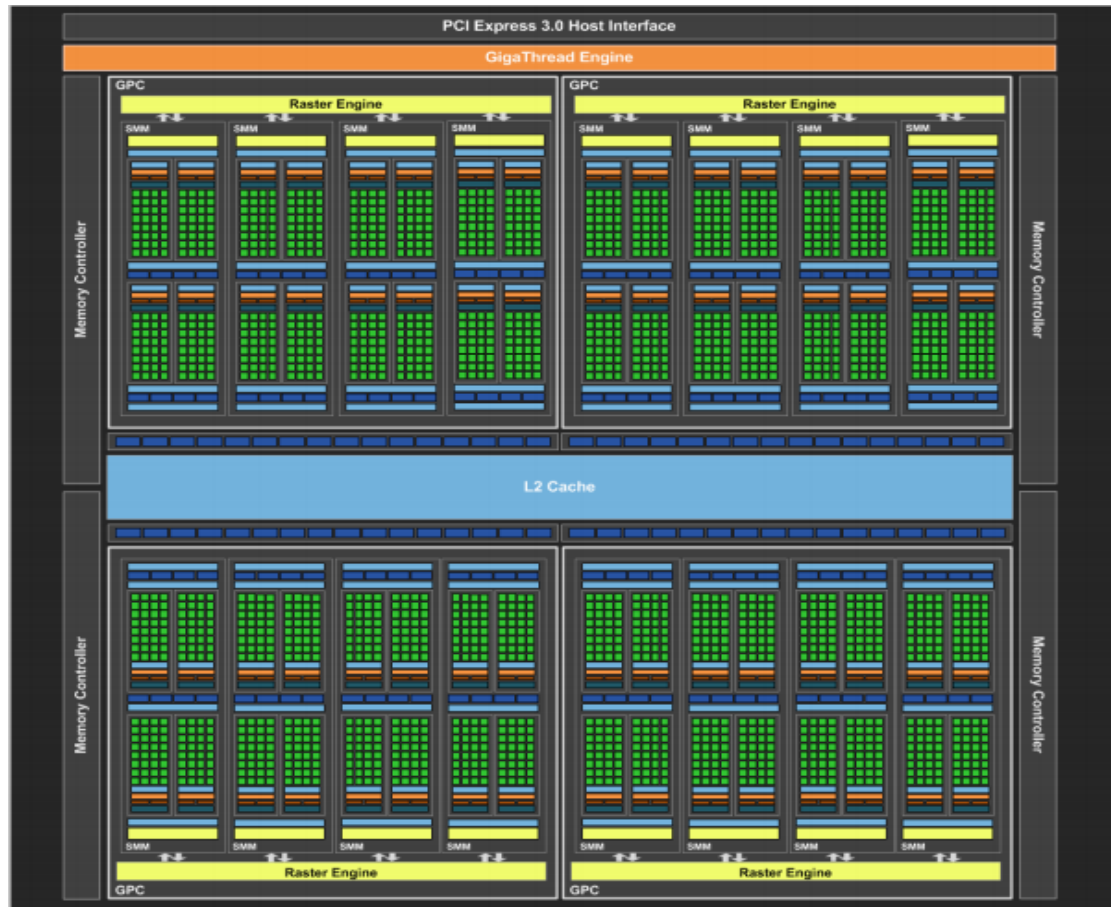 PCI Express 3.0 Host Interface
GigaThread Engine
GPC
Raster Engine
SMM
SMM
SMM
SMM
GPC
Raster Engine
SMM
SMM
SMM
SMM
Memory Controller
Memory Controller
L2 Cache
Memory Controller
Memory Controller
SMM
SMM
SMM
SMM
Raster Engine
GPC
SMM
SMM
SMM
SMM
Raster Engine
GPC